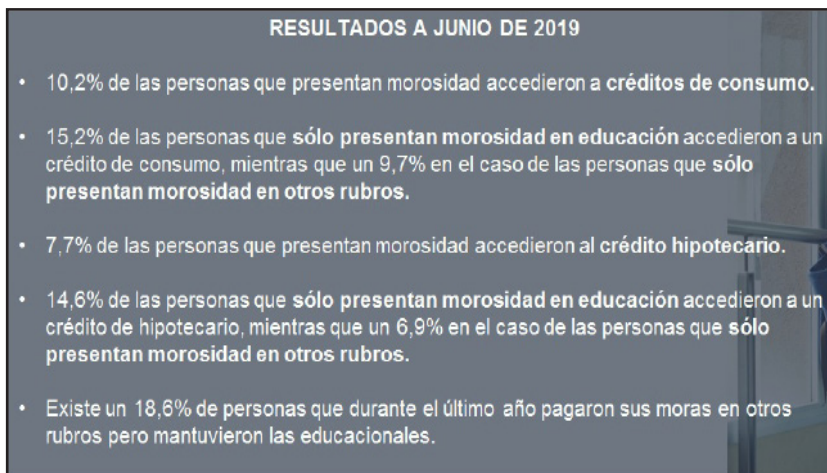 RESULTADOS A JUNIO DE 2019
• 10,2% de las personas que presentan morosidad accedieron a créditos de consumo.
• 15,2% de las personas que sólo presentan morosidad en educación accedieron a un
crédito de consumo, mientras que un 9,7% en el caso de las personas que sólo
presentan morosidad en otros rubros.
• 7,7% de las personas que presentan morosidad accedieron al crédito hipotecario.
• 14,6% de las personas que sólo presentan morosidad en educación accedieron a un
crédito de hipotecario, mientras que un 6,9% en el caso de las personas que sólo
presentan morosidad en otros rubros.
• Existe un 18,6% de personas que durante el último año pagaron sus moras en otros
rubros pero mantuvieron las educacionales.